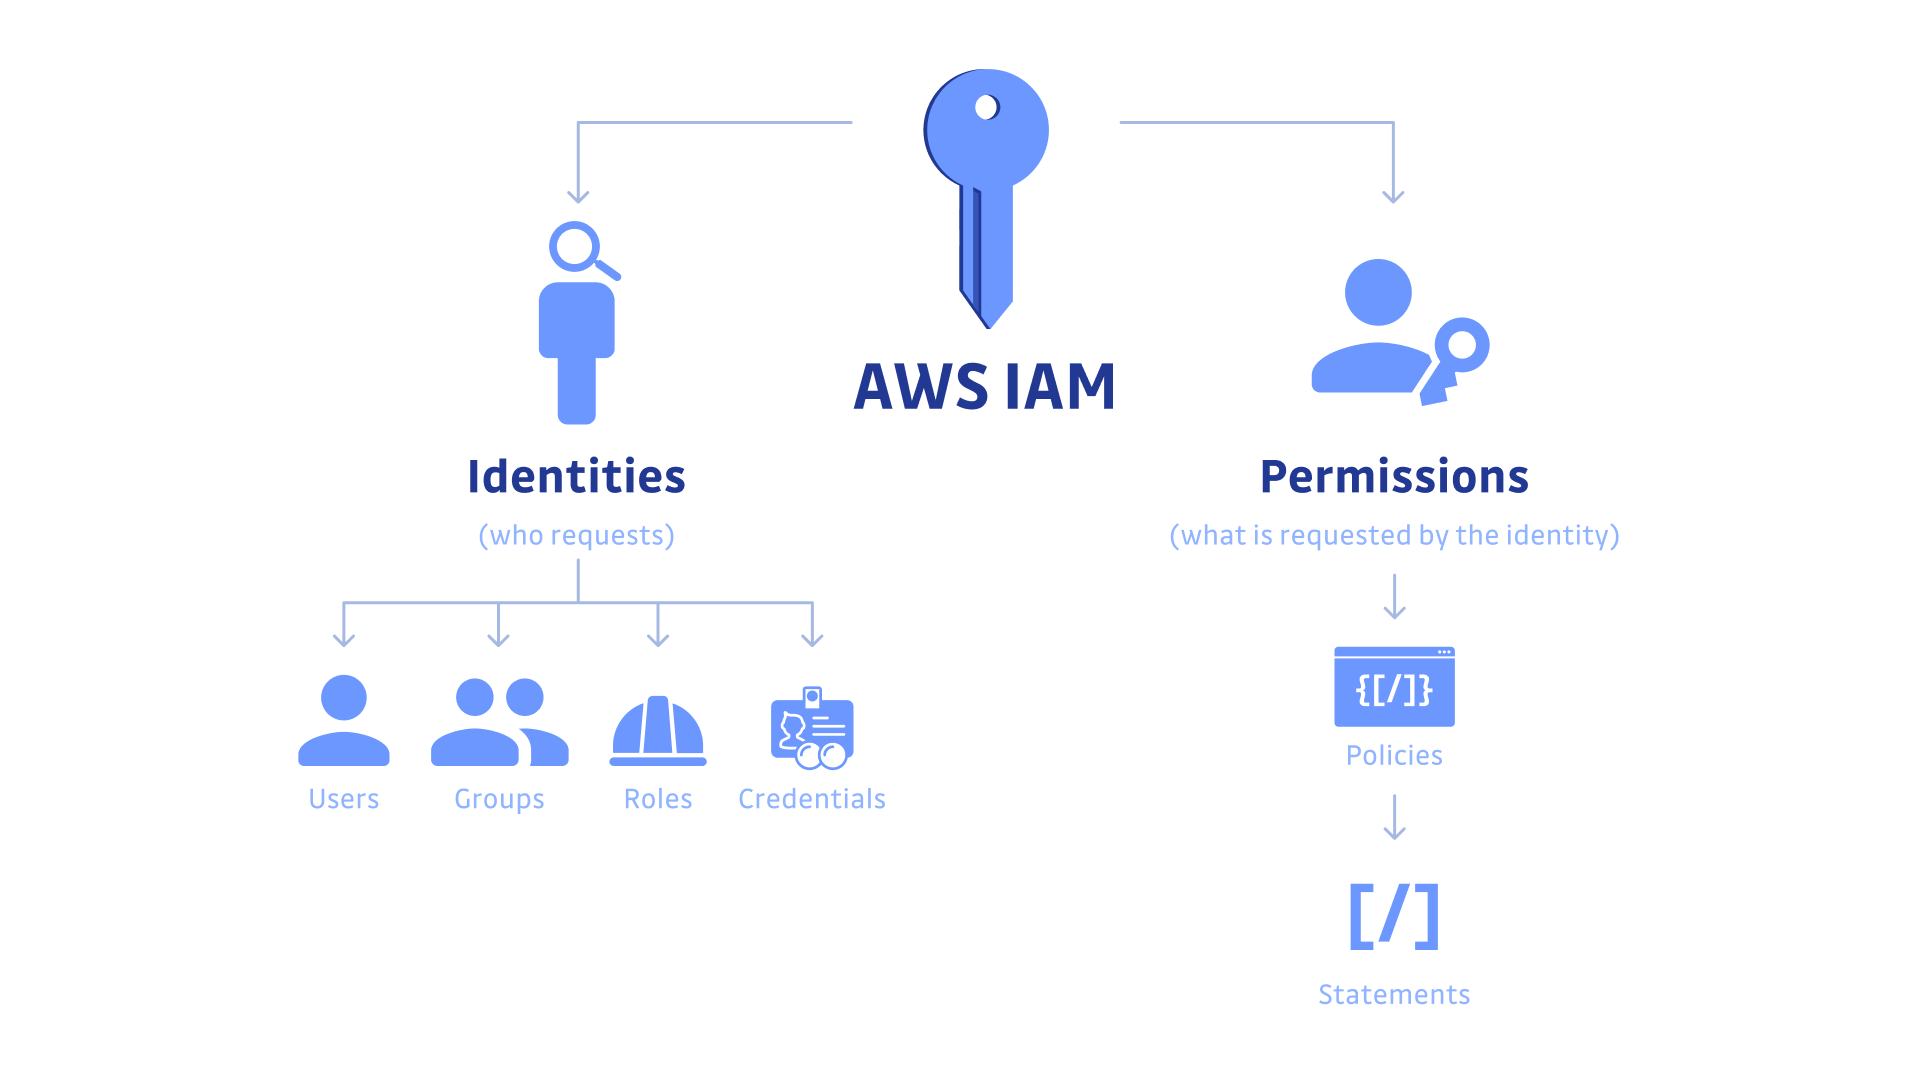 AWS IAM
Identities
(who requests)
Users
Groups
Roles
Credentials
Permissions
(what is requested by the identity)
{[/]}
Policies
[/]
Statements